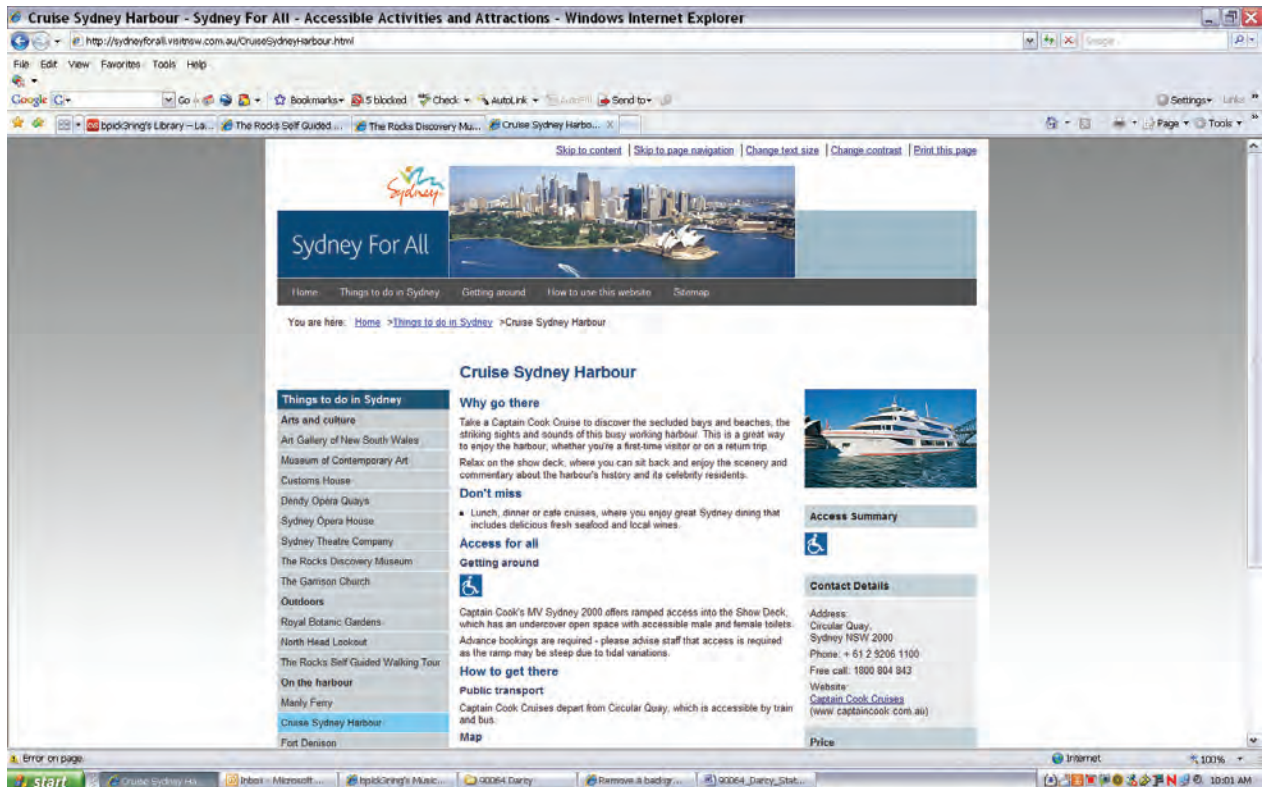 Cruise Sydney Harbour - Sydney For All - Accessible Activities and Attractions - Windows Internet Explorer
http://sydneyforall.visitnsw.com.au/CruiseSydneyHarbour.html
Google
File Edit View Favorites Tools Help
Google Go Bookmarks 5 blocked Check AutoLink AutoFill Send to Settings Links
bpick3ring's Library – La... The Rocks Self Guided ... The Rocks Discovery Mu... Cruise Sydney Harbo... Page Tools
Skip to content | Skip to page navigation | Change text size | Change contrast | Print this page
Sydney
Sydney For All
Home Things to do in Sydney Getting around How to use this website Sitemap
You are here: Home >Things to do in Sydney >Cruise Sydney Harbour
Cruise Sydney Harbour
Things to do in Sydney
Arts and culture
Art Gallery of New South Wales
Museum of Contemporary Art
Customs House
Dendy Opera Quays
Sydney Opera House
Sydney Theatre Company
The Rocks Discovery Museum
The Garrison Church
Outdoors
Royal Botanic Gardens
North Head Lookout
The Rocks Self Guided Walking Tour
On the harbour
Manly Ferry
Cruise Sydney Harbour
Fort Denison
Why go there
Take a Captain Cook Cruise to discover the secluded bays and beaches, the
striking sights and sounds of this busy working harbour. This is a great way
to enjoy the harbour, whether you're a first-time visitor or on a return trip.
Relax on the show deck, where you can sit back and enjoy the scenery and
commentary about the harbour's history and its celebrity residents.
Don't miss
Lunch, dinner or cafe cruises, where you enjoy great Sydney dining that
includes delicious fresh seafood and local wines.
Access for all
Getting around
Captain Cook's MV Sydney 2000 offers ramped access into the Show Deck,
which has an undercover open space with accessible male and female toilets.
Advance bookings are required - please advise staff that access is required
as the ramp may be steep due to tidal variations.
How to get there
Public transport
Captain Cook Cruises depart from Circular Quay, which is accessible by train
and bus.
Map
Access Summary
Contact Details
Address:
Circular Quay,
Sydney NSW 2000
Phone: + 61 2 9206 1100
Free call: 1800 804 843
Website:
Captain Cook Cruises
(www.captaincook.com.au)
Price
Error on page. Internet 100%
start Cruise Sydney Ha... Inbox - Microsoft ... bpick3ring's Music... 90064 Darcy Remove a backgr... 90064_Darcy_Stat... 10:01 AM